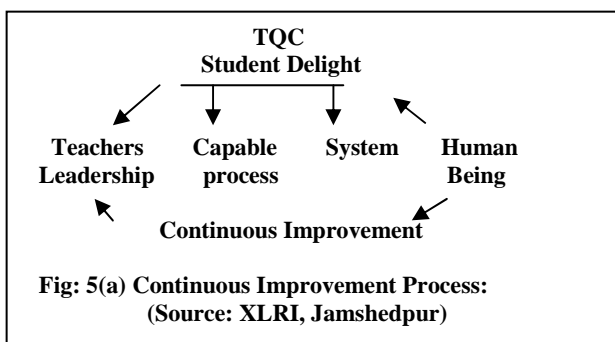 TQC
Student Delight
Teachers Capable System Human
Leadership process Being
Continuous Improvement
Fig: 5(a) Continuous Improvement Process:
(Source: XLRI, Jamshedpur)